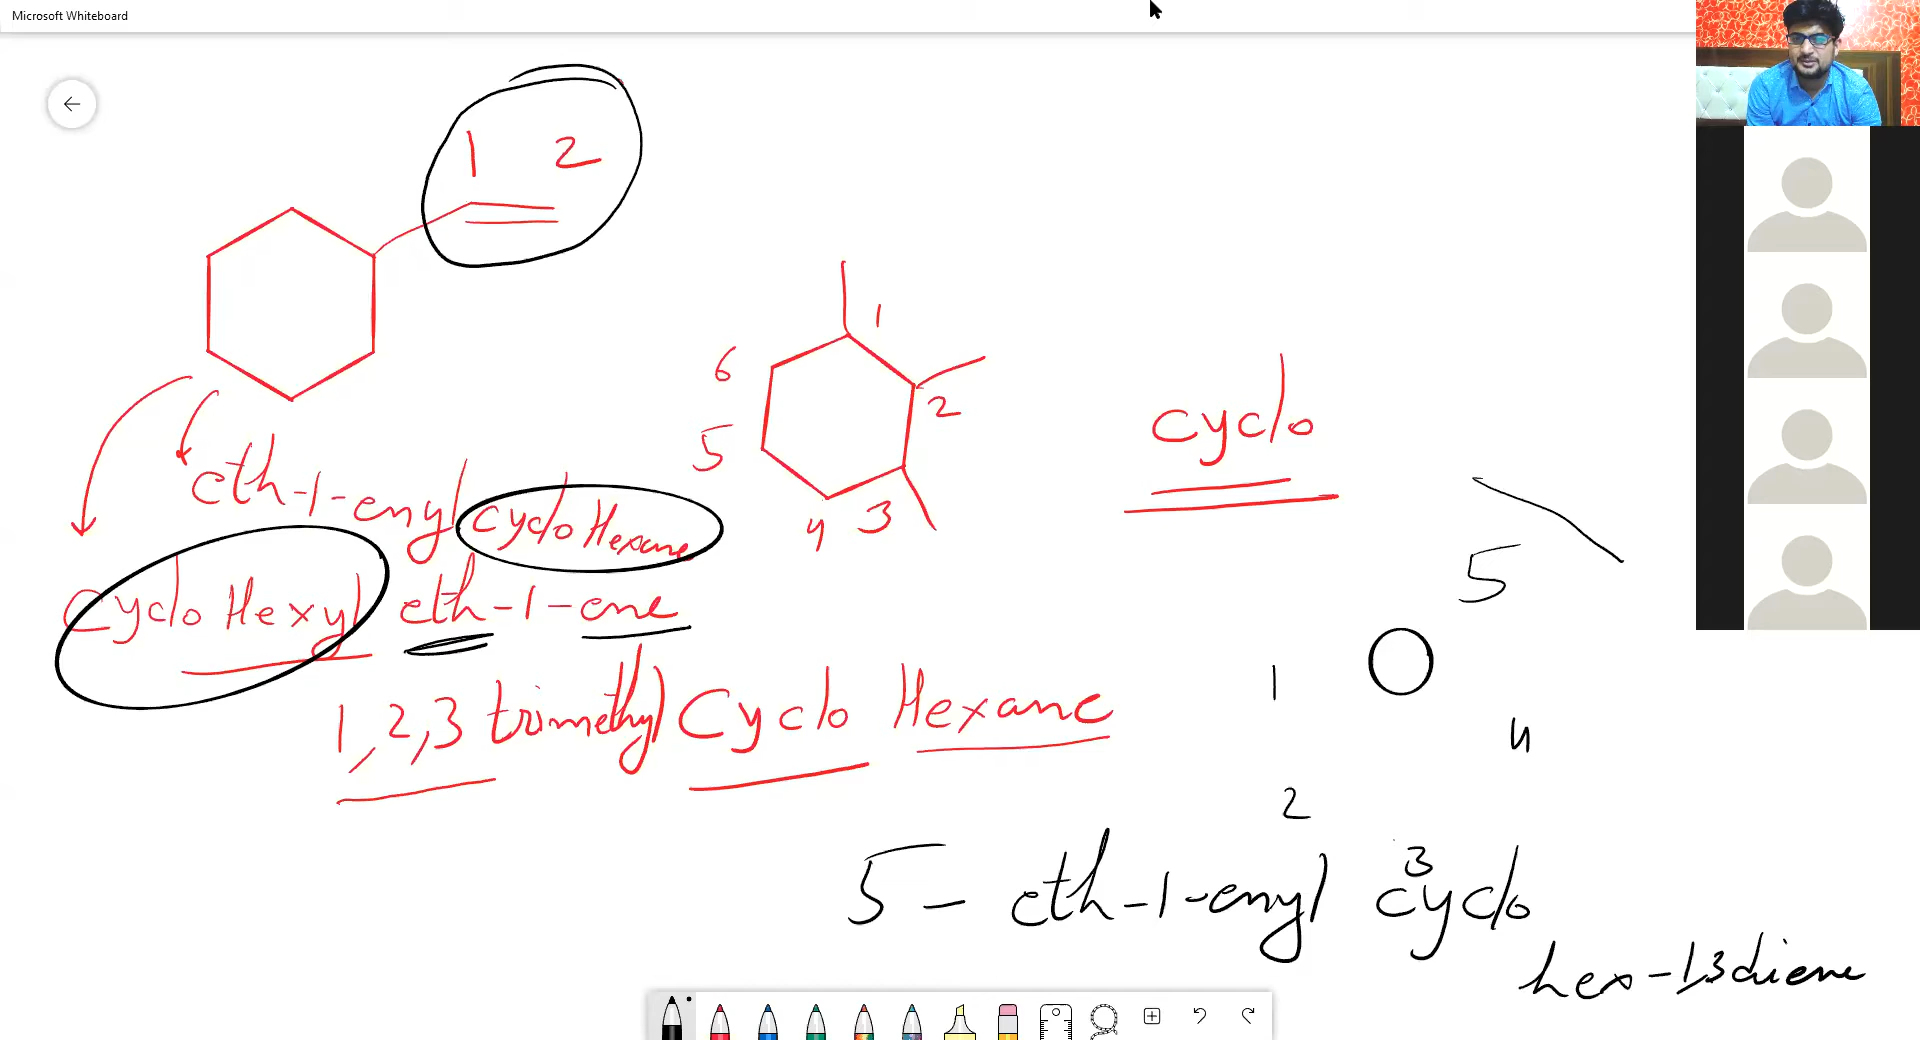 Microsoft Whiteboard
1 2
1
6
2
5
4 3
cyclo
eth-1-enyl cyclo Hexane
Cyclo Hexyl eth-1-ene
1,2,3 trimethyl Cyclo Hexane
5
1
4
2
3
5 - eth-1-enyl cyclo
hex-1,3diene